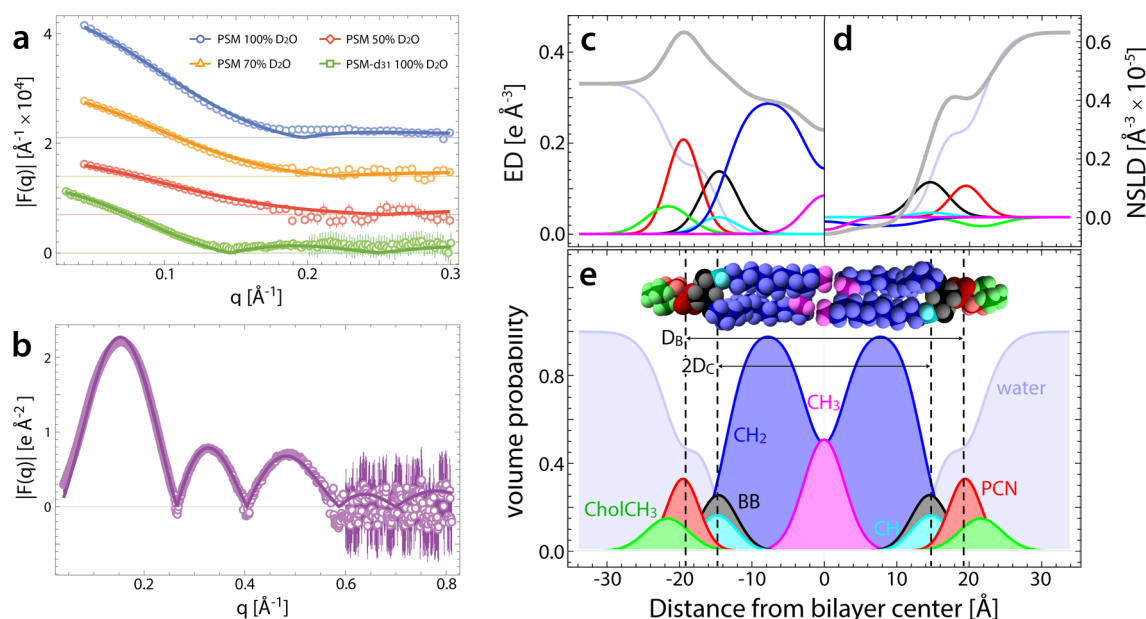 a
PSM 100% D₂O
PSM 50% D₂O
PSM 70% D₂O
PSM-d₃₁ 100% D₂O
|F(q)| [Å⁻¹ × 10⁴]
4
2
0
0.1
0.2
0.3
q [Å⁻¹]
b
|F(q)| [e Å⁻²]
2
1
0
0.2
0.4
0.6
0.8
q [Å⁻¹]
c
ED [e Å⁻³]
0.4
0.2
0.0
d
NSLD [Å⁻³ × 10⁻⁵]
0.6
0.4
0.2
0.0
e
D_B
2D_C
CH₃
CH₂
water
BB
PCN
CholCH₃
CH
volume probability
0.8
0.4
0.0
-30
-20
-10
0
10
20
30
Distance from bilayer center [Å]